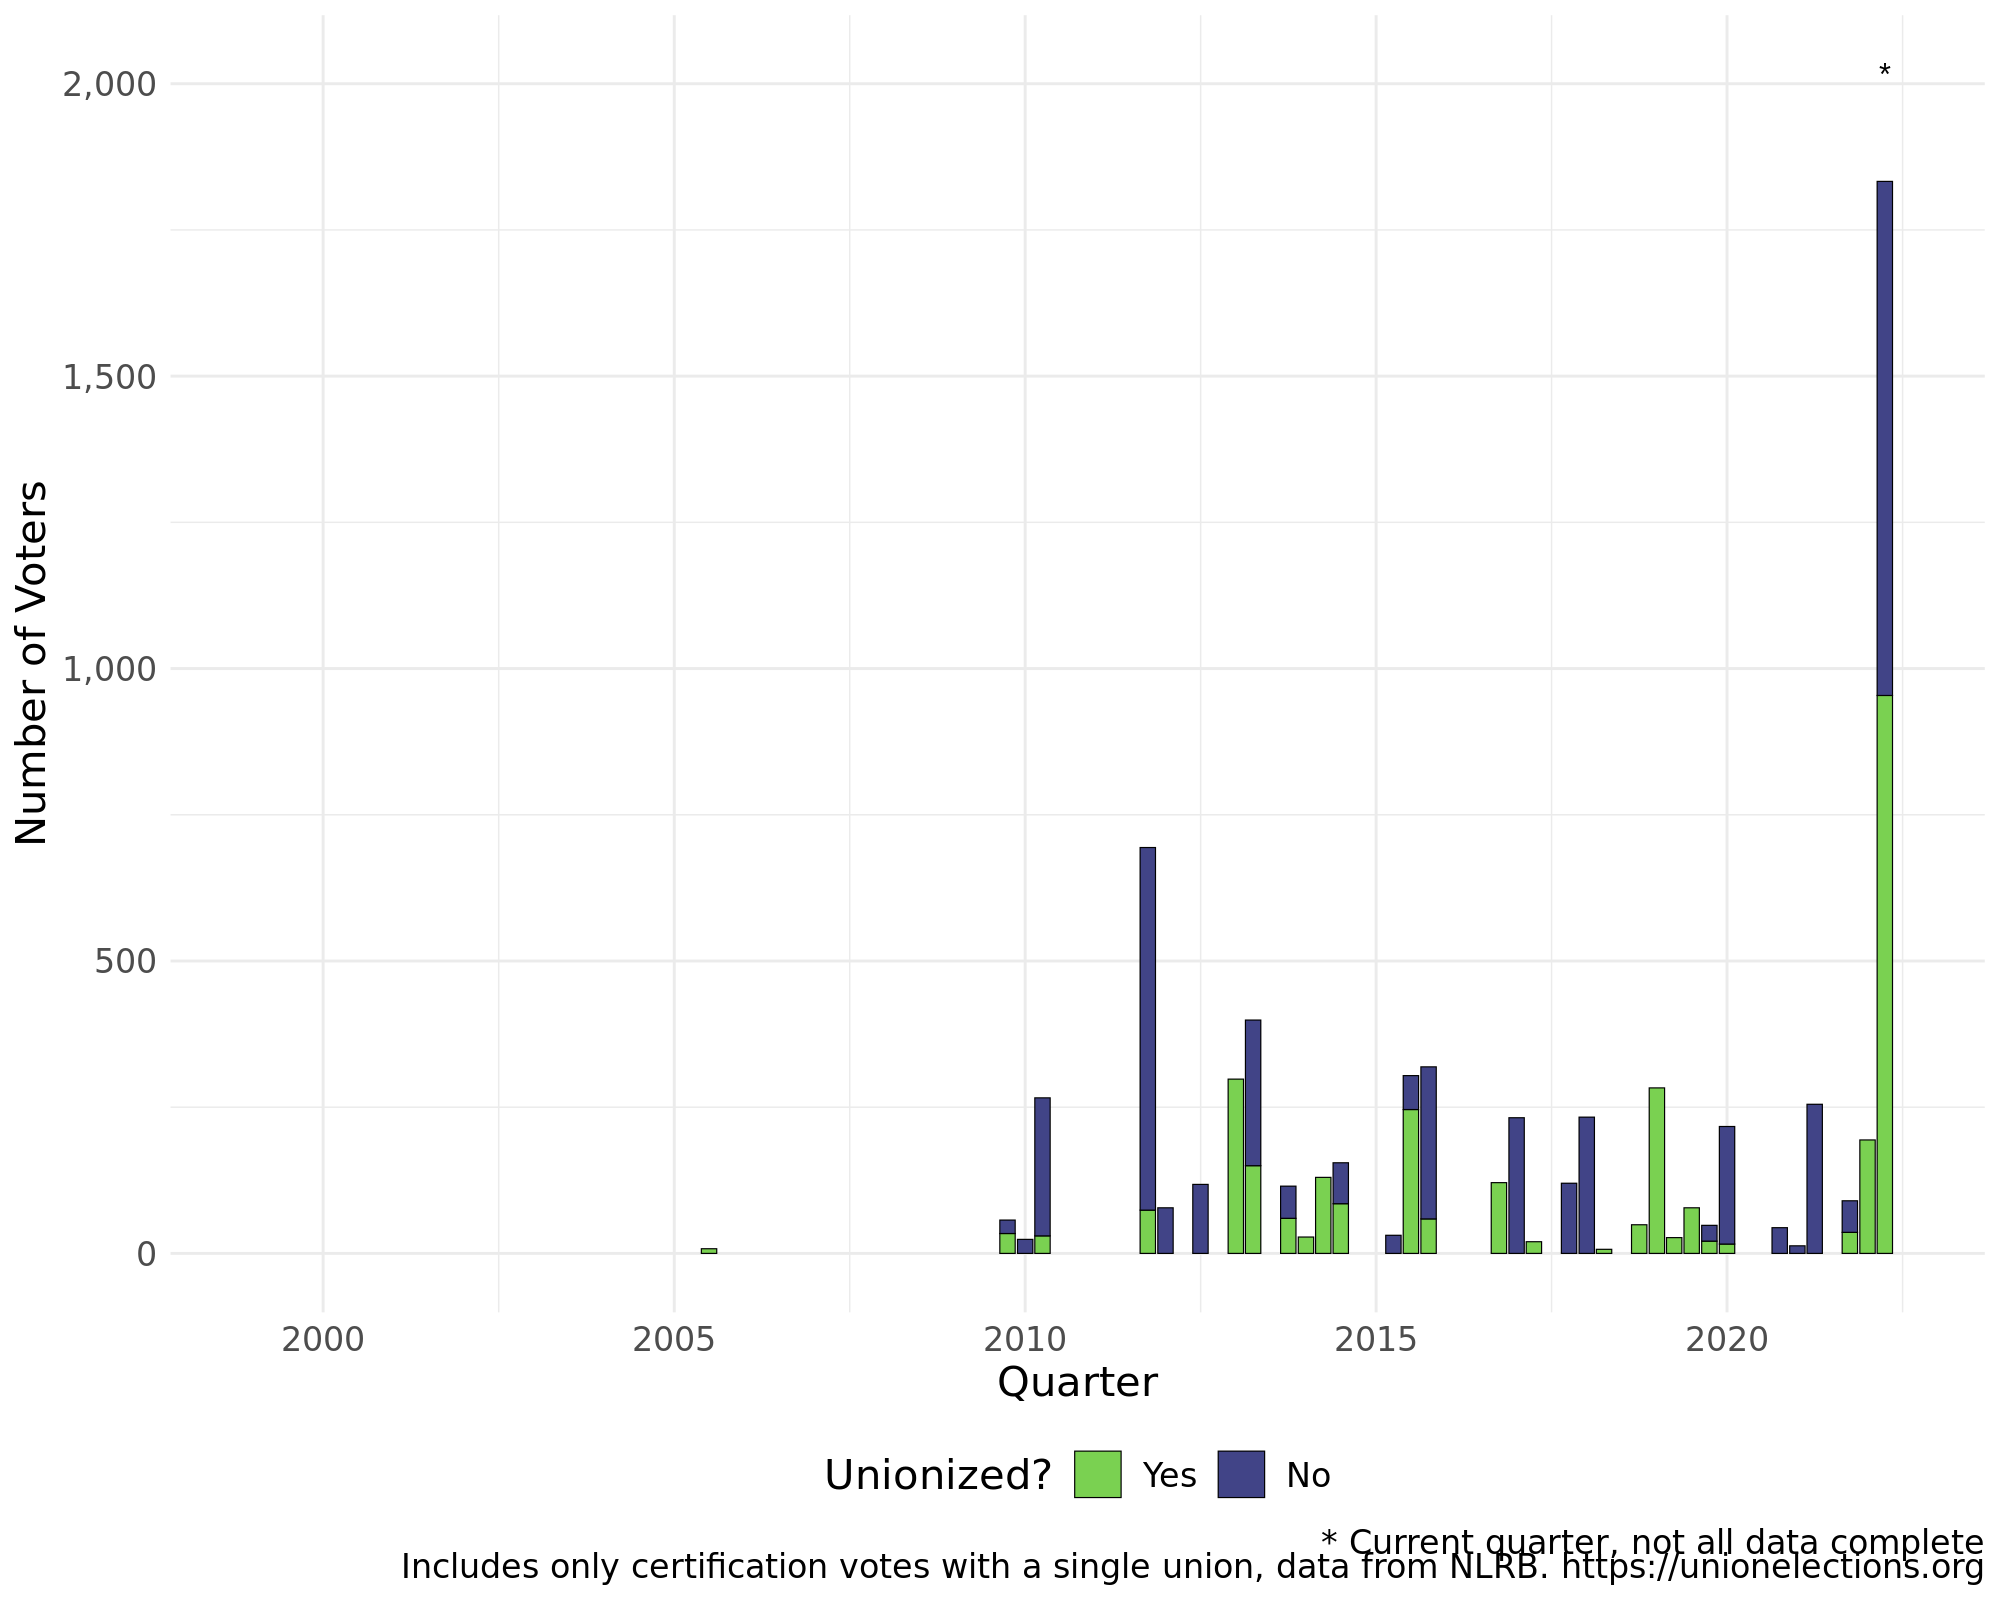 *
2,000
1,500
1,000
500
0
Number of Voters
2000 2005 2010 2015 2020
Quarter
Unionized? Yes No
* Current quarter, not all data complete
Includes only certification votes with a single union, data from NLRB. https://unionelections.org